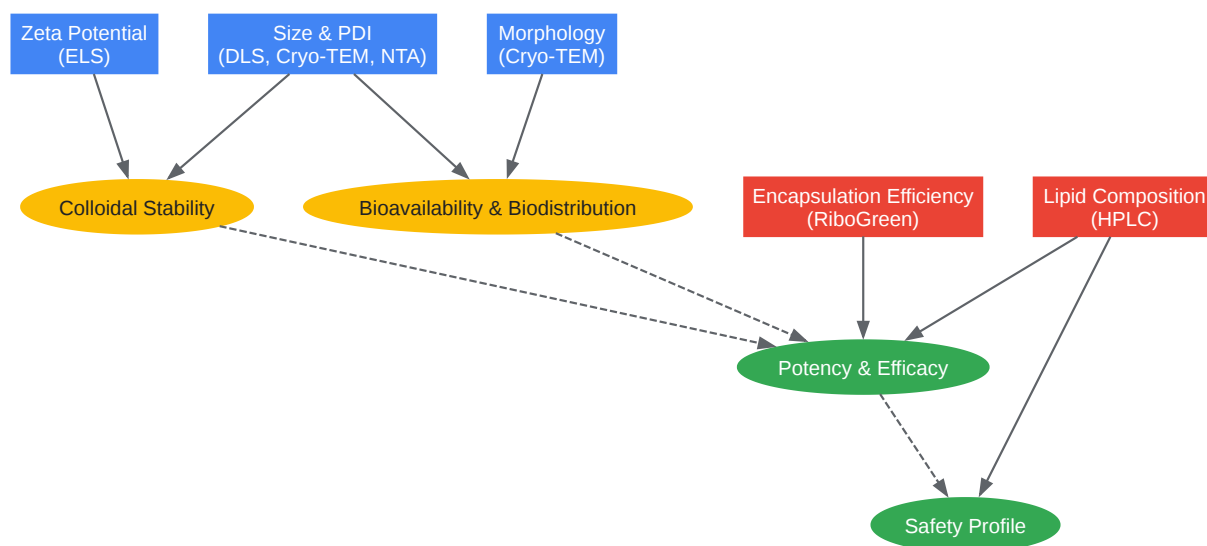 Zeta Potential
(ELS)
Size & PDI
(DLS, Cryo-TEM, NTA)
Morphology
(Cryo-TEM)
Colloidal Stability
Bioavailability & Biodistribution
Encapsulation Efficiency
(RiboGreen)
Lipid Composition
(HPLC)
Potency & Efficacy
Safety Profile